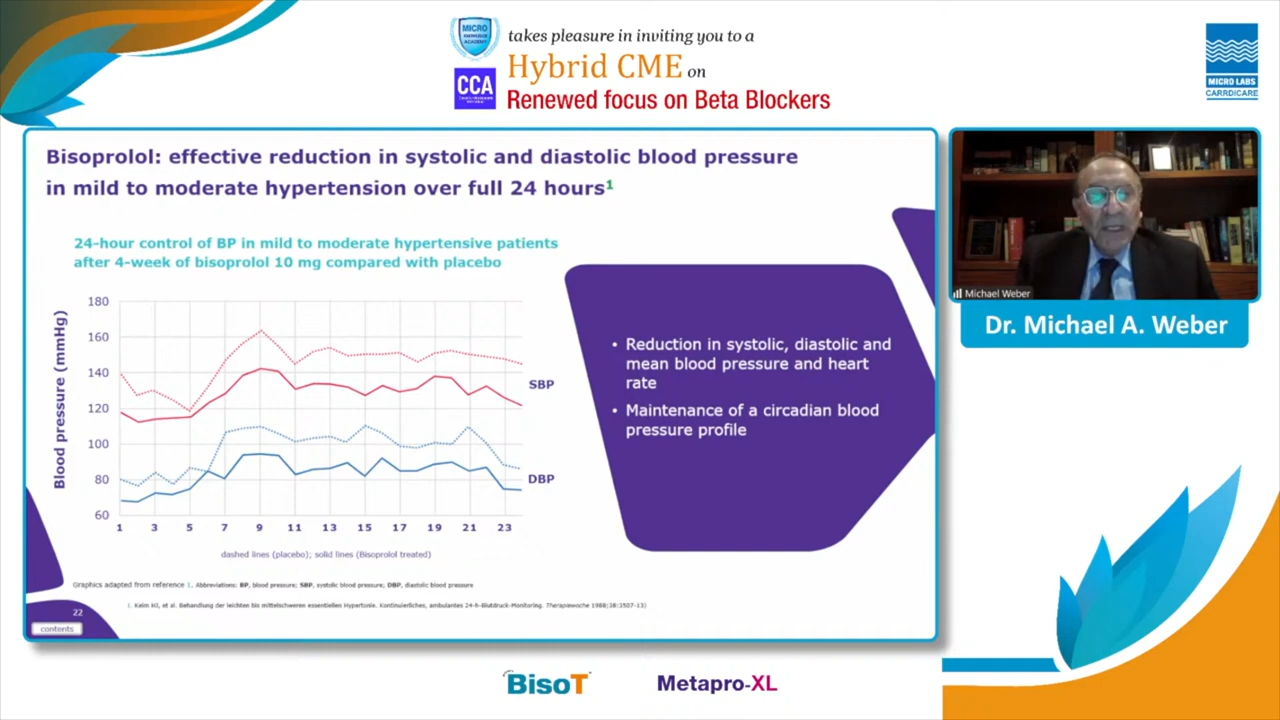 MICRO
KNOWLEDGE
ACADEMY
takes pleasure in inviting you to a
CCA
Hybrid CME on
Renewed focus on Beta Blockers
MICRO LABS
CARRDICARE
Bisoprolol: effective reduction in systolic and diastolic blood pressure
in mild to moderate hypertension over full 24 hours1
24-hour control of BP in mild to moderate hypertensive patients
after 4-week of bisoprolol 10 mg compared with placebo
Blood pressure (mmHg)
180
160
140
120
100
80
60
SBP
DBP
1 3 5 7 9 11 13 15 17 19 21 23
dashed lines (placebo); solid lines (Bisoprolol treated)
• Reduction in systolic, diastolic and
mean blood pressure and heart
rate
• Maintenance of a circadian blood
pressure profile
Graphics adapted from reference 1. Abbreviations: BP, blood pressure; SBP, systolic blood pressure; DBP, diastolic blood pressure
1. Keim HJ, et al. Behandlung der leichten bis mittelschweren essentiellen Hypertonie. Kontinuierliches, ambulantes 24-h-Blutdruck-Monitoring. Therapiewoche 1988;38:3507-13)
22
contents
Michael Weber
Dr. Michael A. Weber
BisoT
Metapro-XL